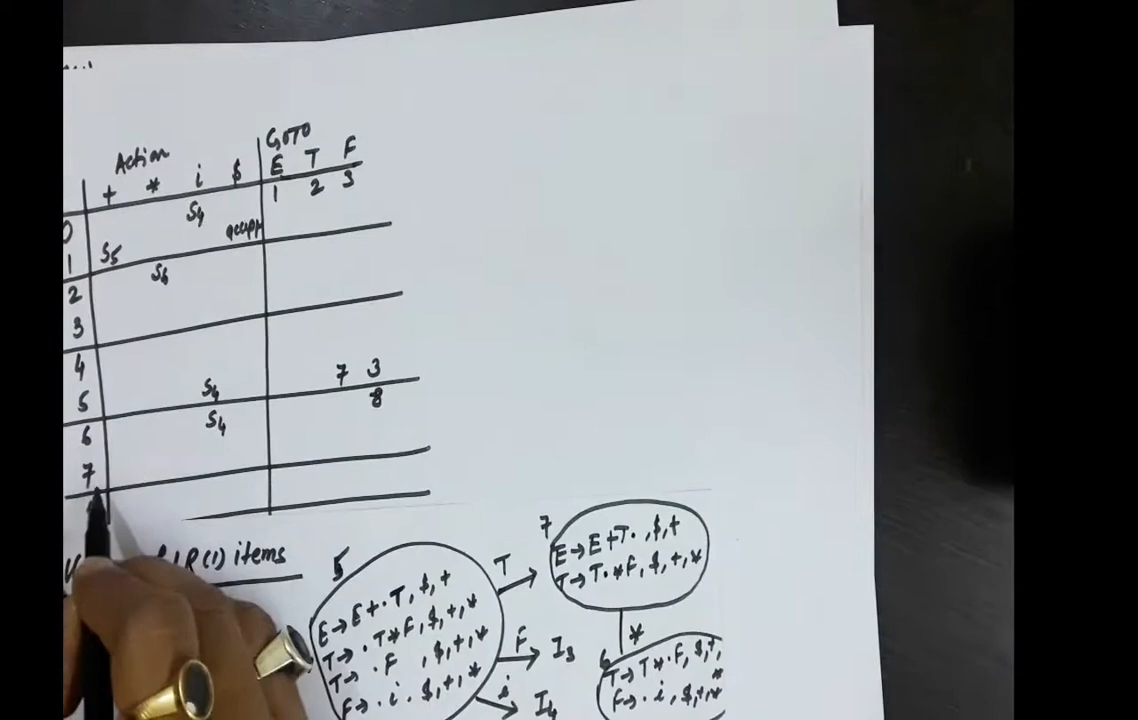 GOTO
Action E T F
+ * i $
0 S4 1 2 3
1 S5 accept
2 S6
3
4
5 S4 7 3
6 S4 8
7
LR(1) items
5
E→E+.T, $,+
T→.T*F, $,+,*
T→.F , $,+,*
F→.i. $,+,*
T
F I3
i I4
7
E→E+T. , $,+
T→T.*F, $,+,*
*
6
T→T*.F, $,+,
*
F→.i, $,+,*